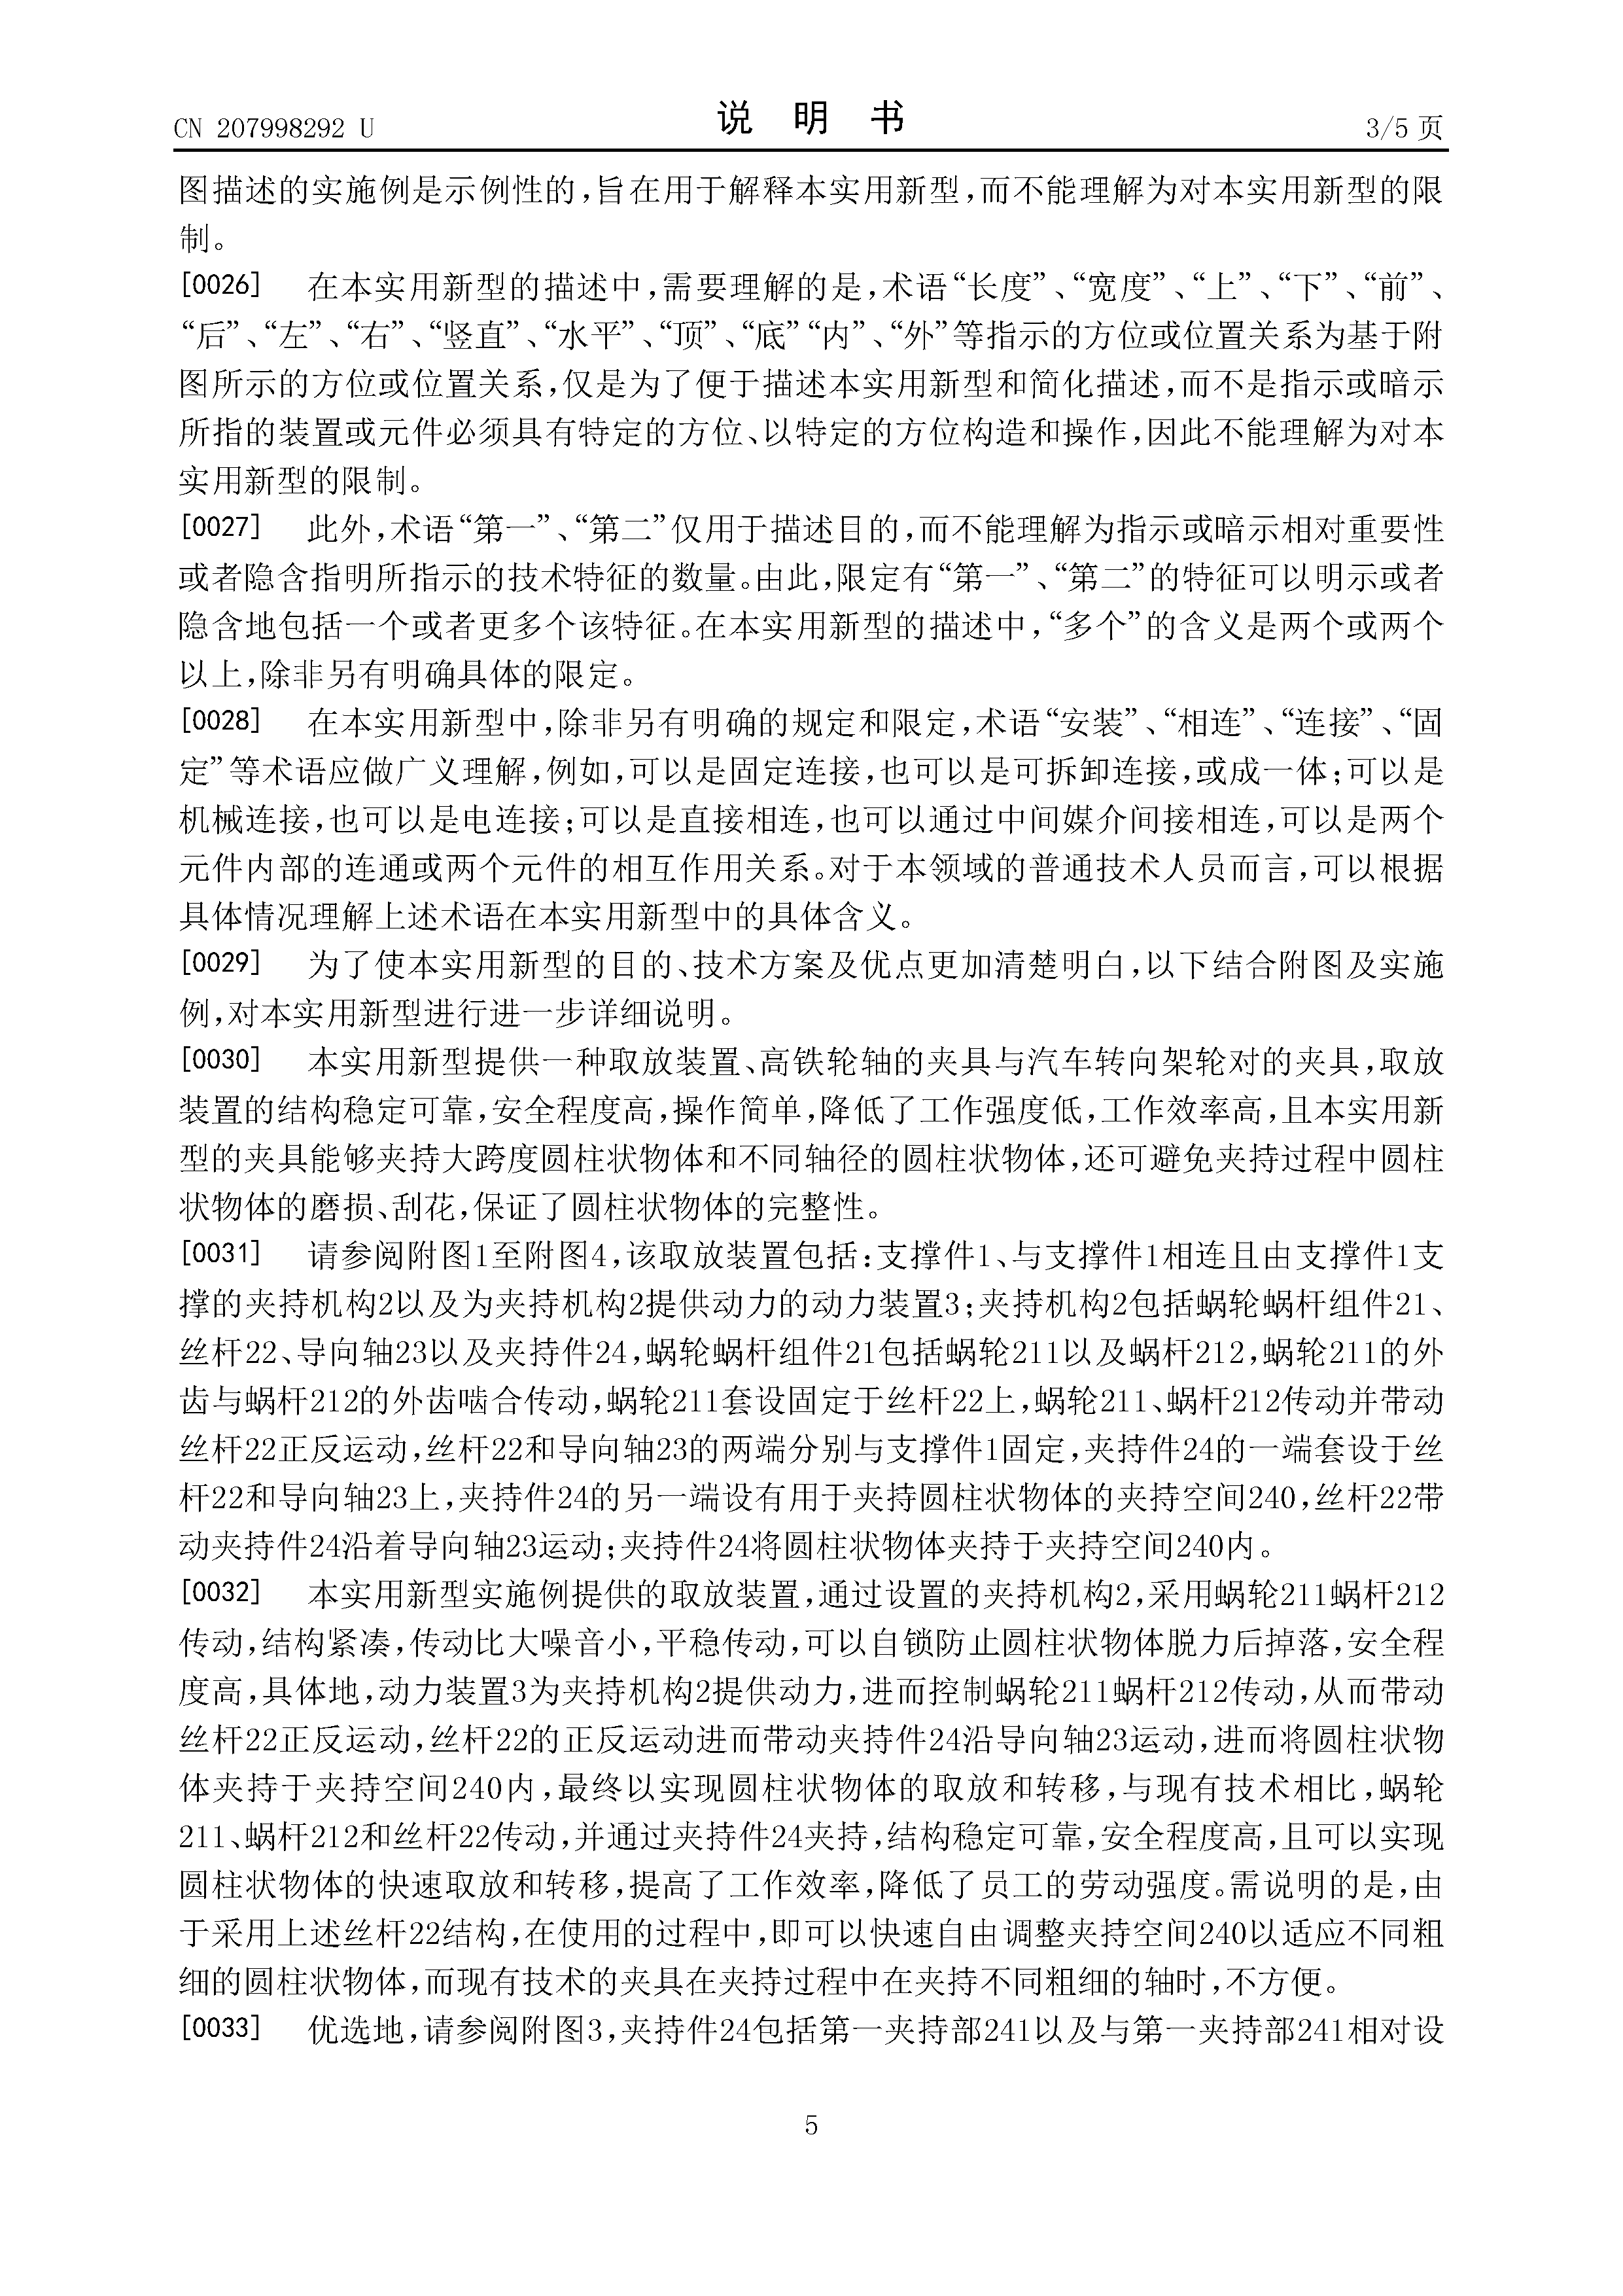 CN 207998292 U
说 明 书
3/5 页
图描述的实施例是示例性的,旨在用于解释本实用新型,而不能理解为对本实用新型的限
制。
[0026] 在本实用新型的描述中,需要理解的是,术语“长度”、“宽度”、“上”、“下”、“前”、
“后”、“左”、“右”、“竖直”、“水平”、“顶”、“底”“内”、“外”等指示的方位或位置关系为基于附
图所示的方位或位置关系,仅是为了便于描述本实用新型和简化描述,而不是指示或暗示
所指的装置或元件必须具有特定的方位、以特定的方位构造和操作,因此不能理解为对本
实用新型的限制。
[0027] 此外,术语“第一”、“第二”仅用于描述目的,而不能理解为指示或暗示相对重要性
或者隐含指明所指示的技术特征的数量。由此,限定有“第一”、“第二”的特征可以明示或者
隐含地包括一个或者更多个该特征。在本实用新型的描述中,“多个”的含义是两个或两个
以上,除非另有明确具体的限定。
[0028] 在本实用新型中,除非另有明确的规定和限定,术语“安装”、“相连”、“连接”、“固
定”等术语应做广义理解,例如,可以是固定连接,也可以是可拆卸连接,或成一体;可以是
机械连接,也可以是电连接;可以是直接相连,也可以通过中间媒介间接相连,可以是两个
元件内部的连通或两个元件的相互作用关系。对于本领域的普通技术人员而言,可以根据
具体情况理解上述术语在本实用新型中的具体含义。
[0029] 为了使本实用新型的目的、技术方案及优点更加清楚明白,以下结合附图及实施
例,对本实用新型进行进一步详细说明。
[0030] 本实用新型提供一种取放装置、高铁轮轴的夹具与汽车转向架轮对的夹具,取放
装置的结构稳定可靠,安全程度高,操作简单,降低了工作强度低,工作效率高,且本实用新
型的夹具能够夹持大跨度圆柱状物体和不同轴径的圆柱状物体,还可避免夹持过程中圆柱
状物体的磨损、刮花,保证了圆柱状物体的完整性。
[0031] 请参阅附图1至附图4,该取放装置包括:支撑件1、与支撑件1相连且由支撑件1支
撑的夹持机构2以及为夹持机构2提供动力的动力装置3;夹持机构2包括蜗轮蜗杆组件21、
丝杆22、导向轴23以及夹持件24,蜗轮蜗杆组件21包括蜗轮211以及蜗杆212,蜗轮211的外
齿与蜗杆212的外齿啮合传动,蜗轮211套设固定于丝杆22上,蜗轮211、蜗杆212传动并带动
丝杆22正反运动,丝杆22和导向轴23的两端分别与支撑件1固定,夹持件24的一端套设于丝
杆22和导向轴23上,夹持件24的另一端设有用于夹持圆柱状物体的夹持空间240,丝杆22带
动夹持件24沿着导向轴23运动;夹持件24将圆柱状物体夹持于夹持空间240内。
[0032] 本实用新型实施例提供的取放装置,通过设置的夹持机构2,采用蜗轮211蜗杆212
传动,结构紧凑,传动比大噪音小,平稳传动,可以自锁防止圆柱状物体脱力后掉落,安全程
度高,具体地,动力装置3为夹持机构2提供动力,进而控制蜗轮211蜗杆212传动,从而带动
丝杆22正反运动,丝杆22的正反运动进而带动夹持件24沿导向轴23运动,进而将圆柱状物
体夹持于夹持空间240内,最终以实现圆柱状物体的取放和转移,与现有技术相比,蜗轮
211、蜗杆212和丝杆22传动,并通过夹持件24夹持,结构稳定可靠,安全程度高,且可以实现
圆柱状物体的快速取放和转移,提高了工作效率,降低了员工的劳动强度。需说明的是,由
于采用上述丝杆22结构,在使用的过程中,即可以快速自由调整夹持空间240以适应不同粗
细的圆柱状物体,而现有技术的夹具在夹持过程中在夹持不同粗细的轴时,不方便。
[0033] 优选地,请参阅附图3,夹持件24包括第一夹持部241以及与第一夹持部241相对设
5